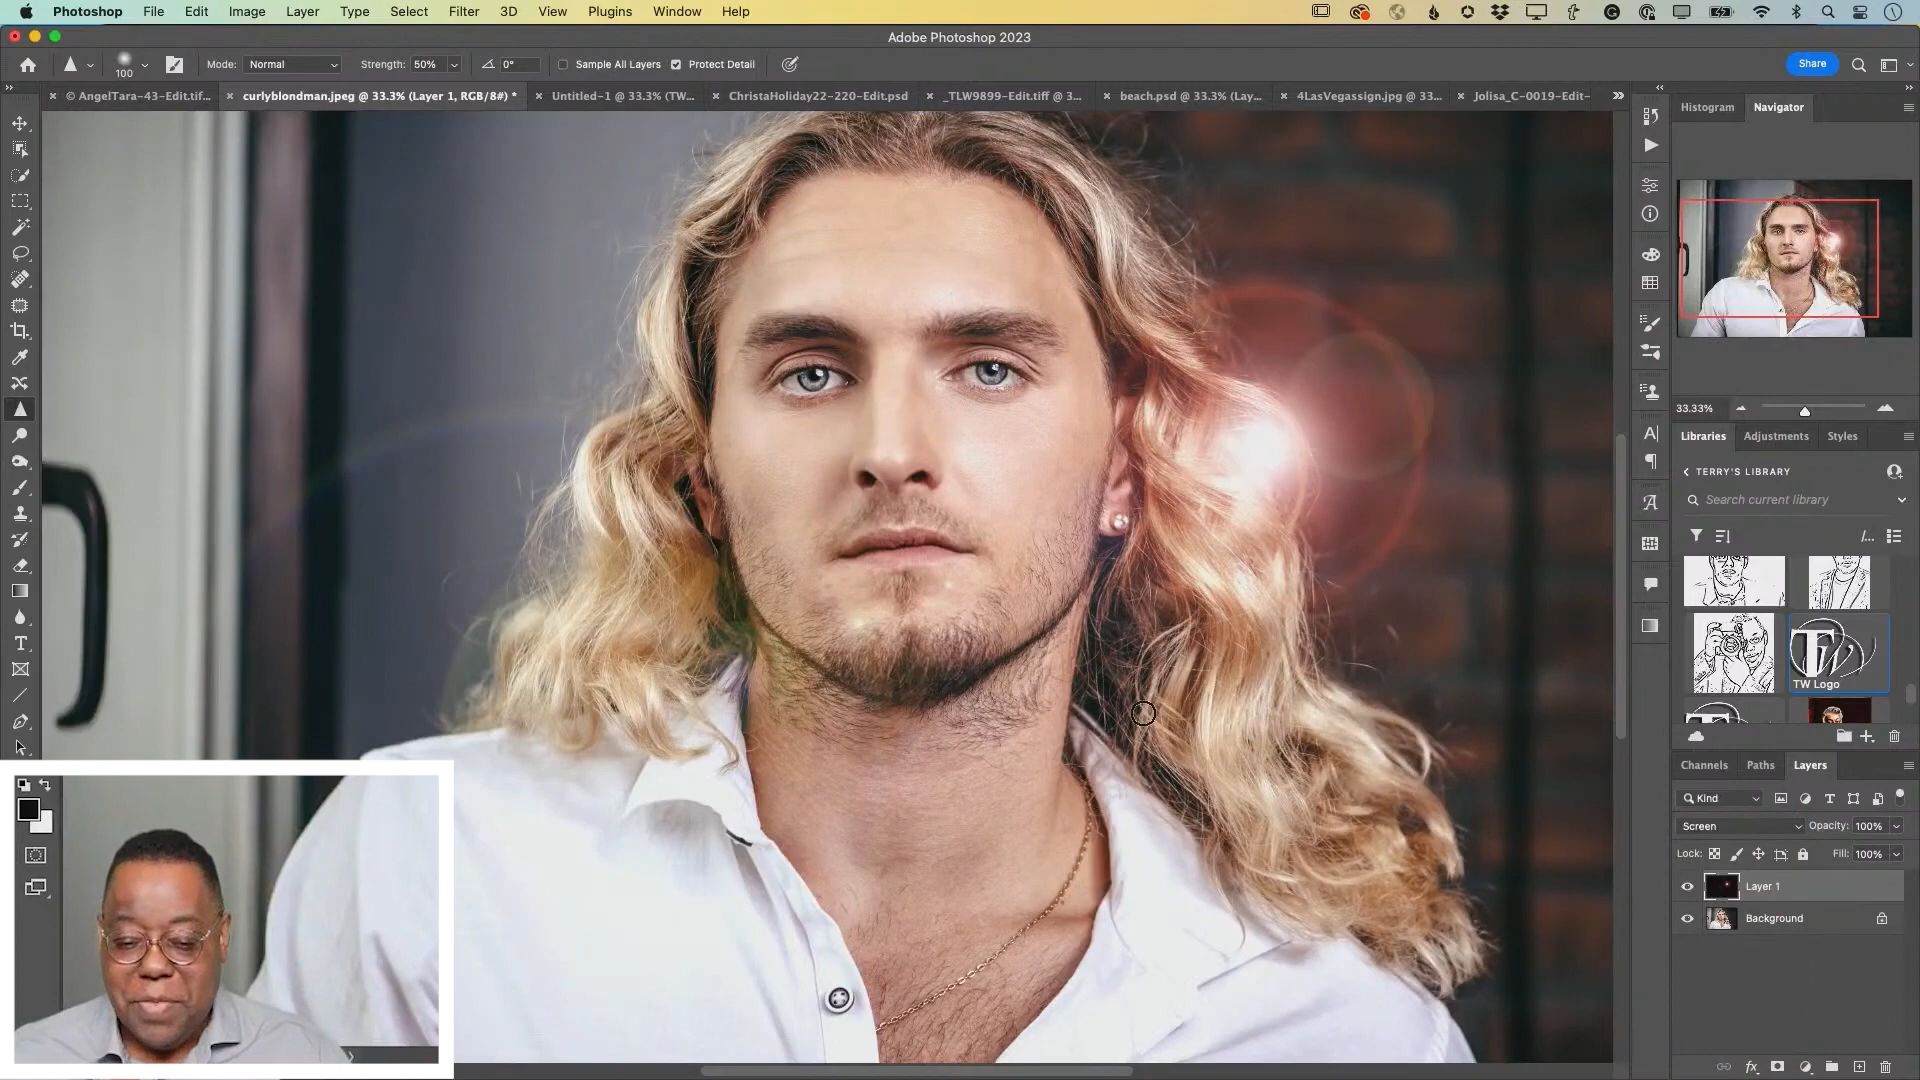 Photoshop File Edit Image Layer Type Select Filter 3D View Plugins Window Help
Adobe Photoshop 2023
100 Mode: Normal Strength: 50% 0° Sample All Layers Protect Detail Share
© AngelTara-43-Edit.tif... curlyblondman.jpeg @ 33.3% (Layer 1, RGB/8#) * Untitled-1 @ 33.3% (TW... ChristaHoliday22-220-Edit.psd _TLW9899-Edit.tiff @ 3... beach.psd @ 33.3% (Lay... 4LasVegassign.jpg @ 33... Jolisa_C-0019-Edit-
Histogram Navigator
33.33%
Libraries Adjustments Styles
TERRY'S LIBRARY
Search current library
/...
TW
TW Logo
Channels Paths Layers
Kind
Screen Opacity: 100%
Lock: Fill: 100%
Layer 1
Background
fx